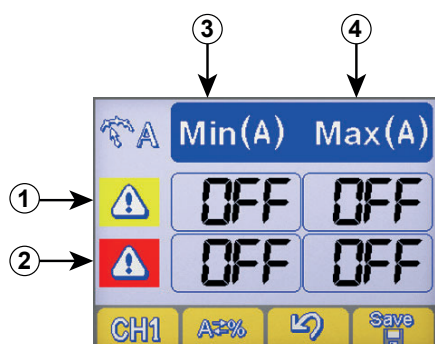 3 4
A Min(A) Max(A)
1 OFF OFF
2 OFF OFF
CH1 A⇄% Save